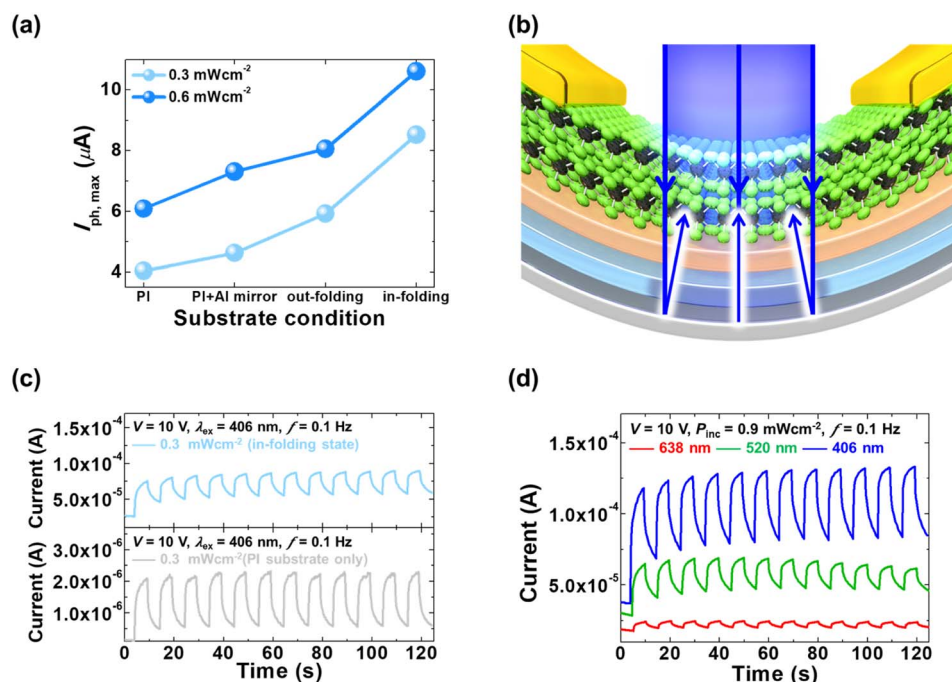 (a)
0.3 mWcm⁻²
0.6 mWcm⁻²
10
8
6
4
I_ph, max (μA)
PI
PI+Al mirror
out-folding
in-folding
Substrate condition
(b)
(c)
V = 10 V, λ_ex = 406 nm, f = 0.1 Hz
0.3 mWcm⁻² (in-folding state)
1.5x10⁻⁴
1.0x10⁻⁴
5.0x10⁻⁵
Current (A)
V = 10 V, λ_ex = 406 nm, f = 0.1 Hz
0.3 mWcm⁻²(PI substrate only)
3.0x10⁻⁶
2.0x10⁻⁶
1.0x10⁻⁶
Current (A)
0 20 40 60 80 100 120
Time (s)
(d)
V = 10 V, P_inc = 0.9 mWcm⁻², f = 0.1 Hz
638 nm 520 nm 406 nm
1.5x10⁻⁴
1.0x10⁻⁴
5.0x10⁻⁵
Current (A)
0 20 40 60 80 100 120
Time (s)